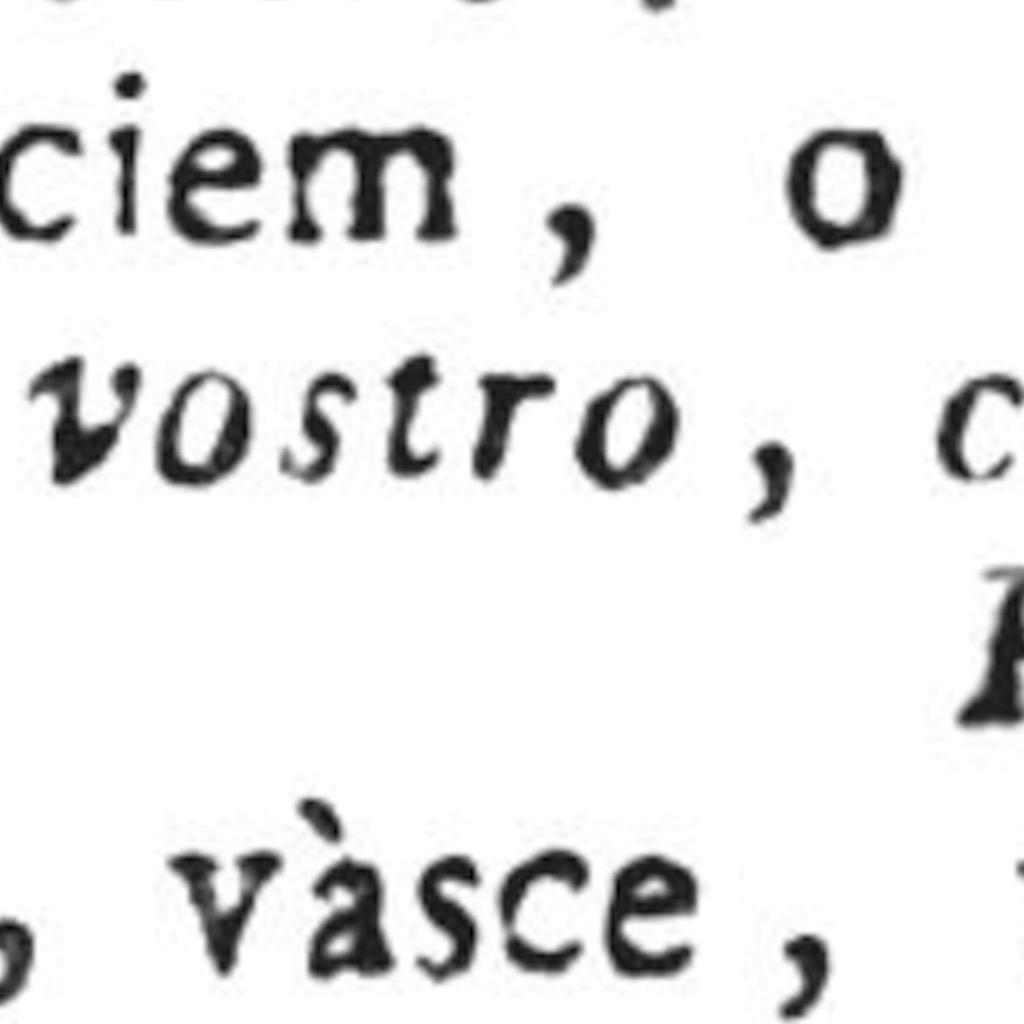 ciem, o
vostro, c
, vàsce,